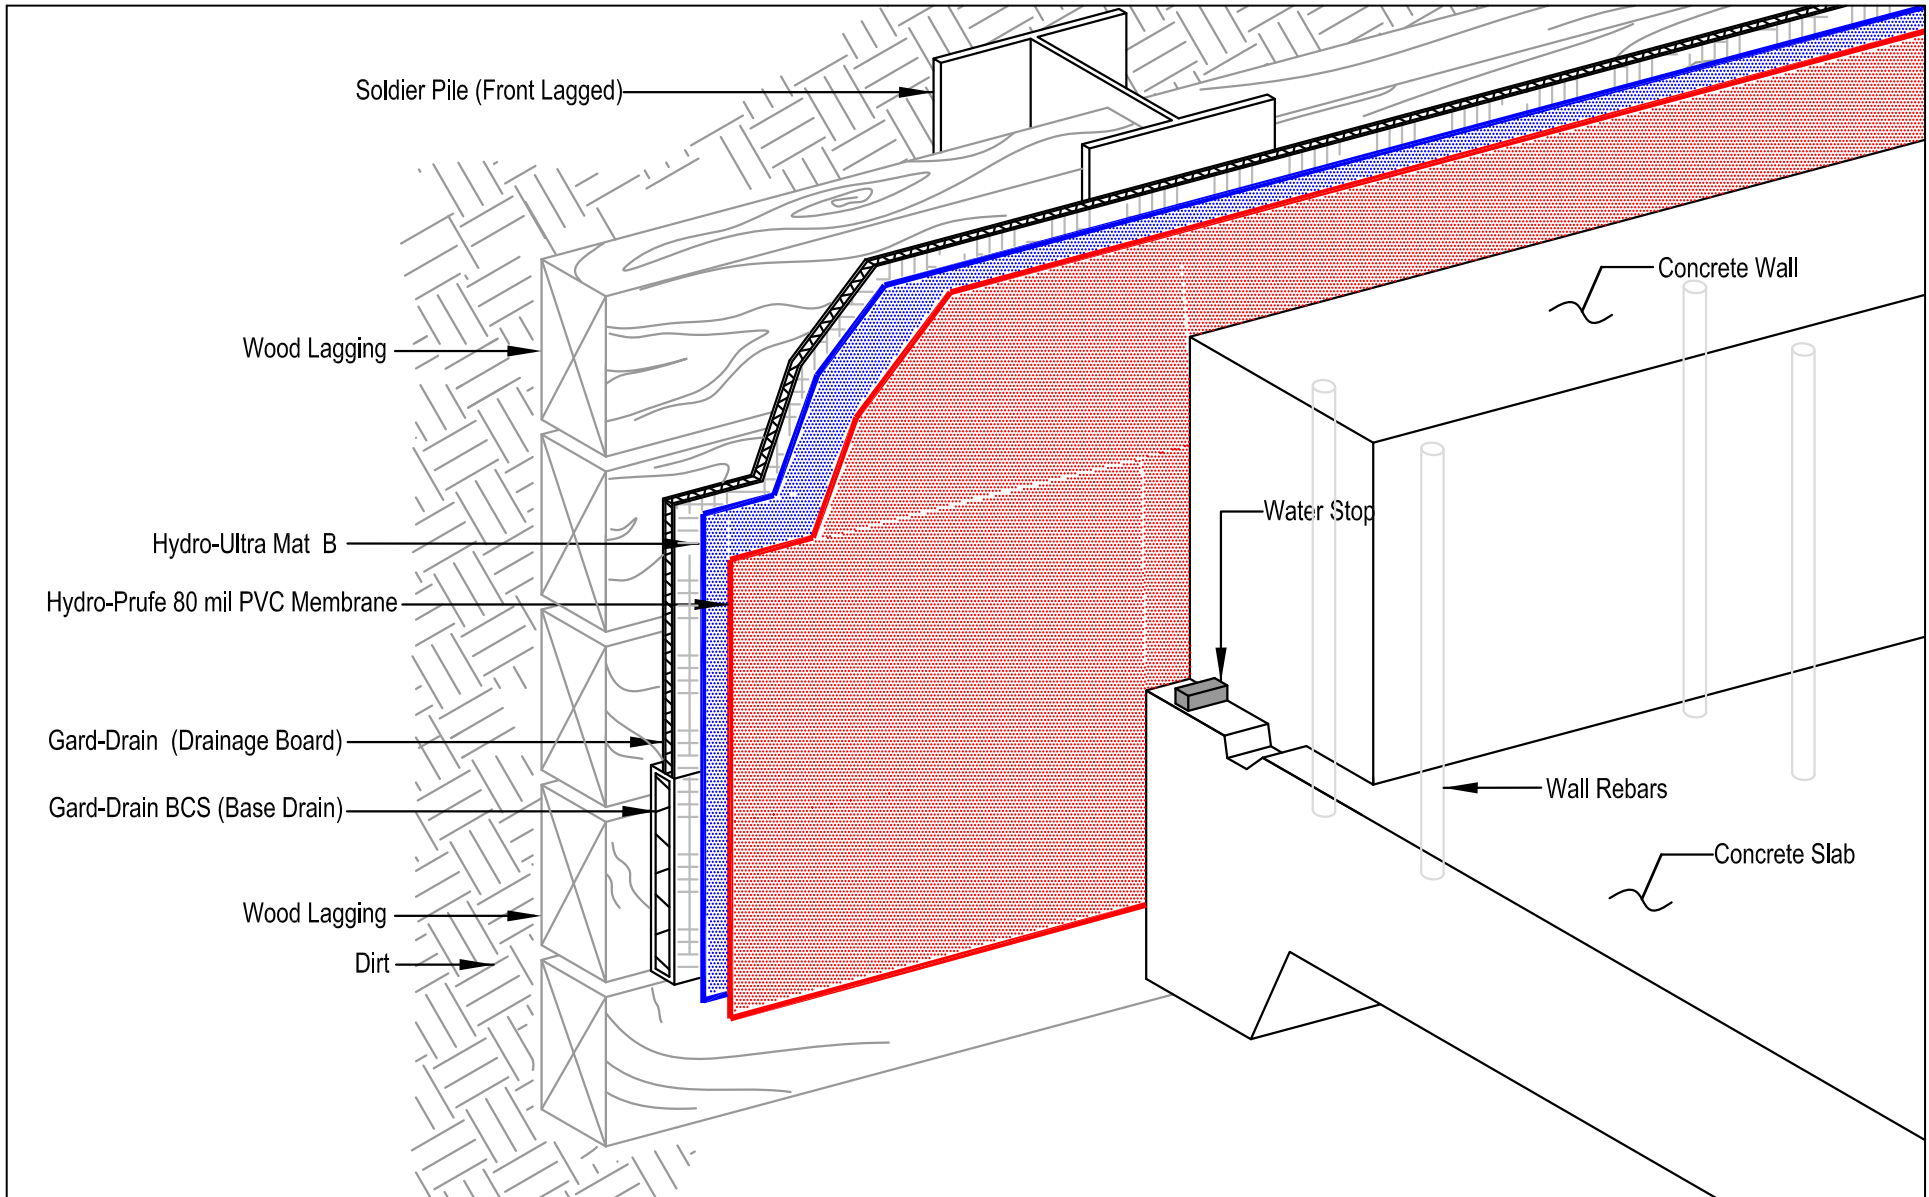 Soldier Pile (Front Lagged)
Concrete Wall
Wood Lagging
Water Stop
Hydro-Ultra Mat  B
Hydro-Prufe 80 mil PVC Membrane
Gard-Drain  (Drainage Board)
Wall Rebars
Gard-Drain BCS (Base Drain)
Concrete Slab
Wood Lagging
Dirt